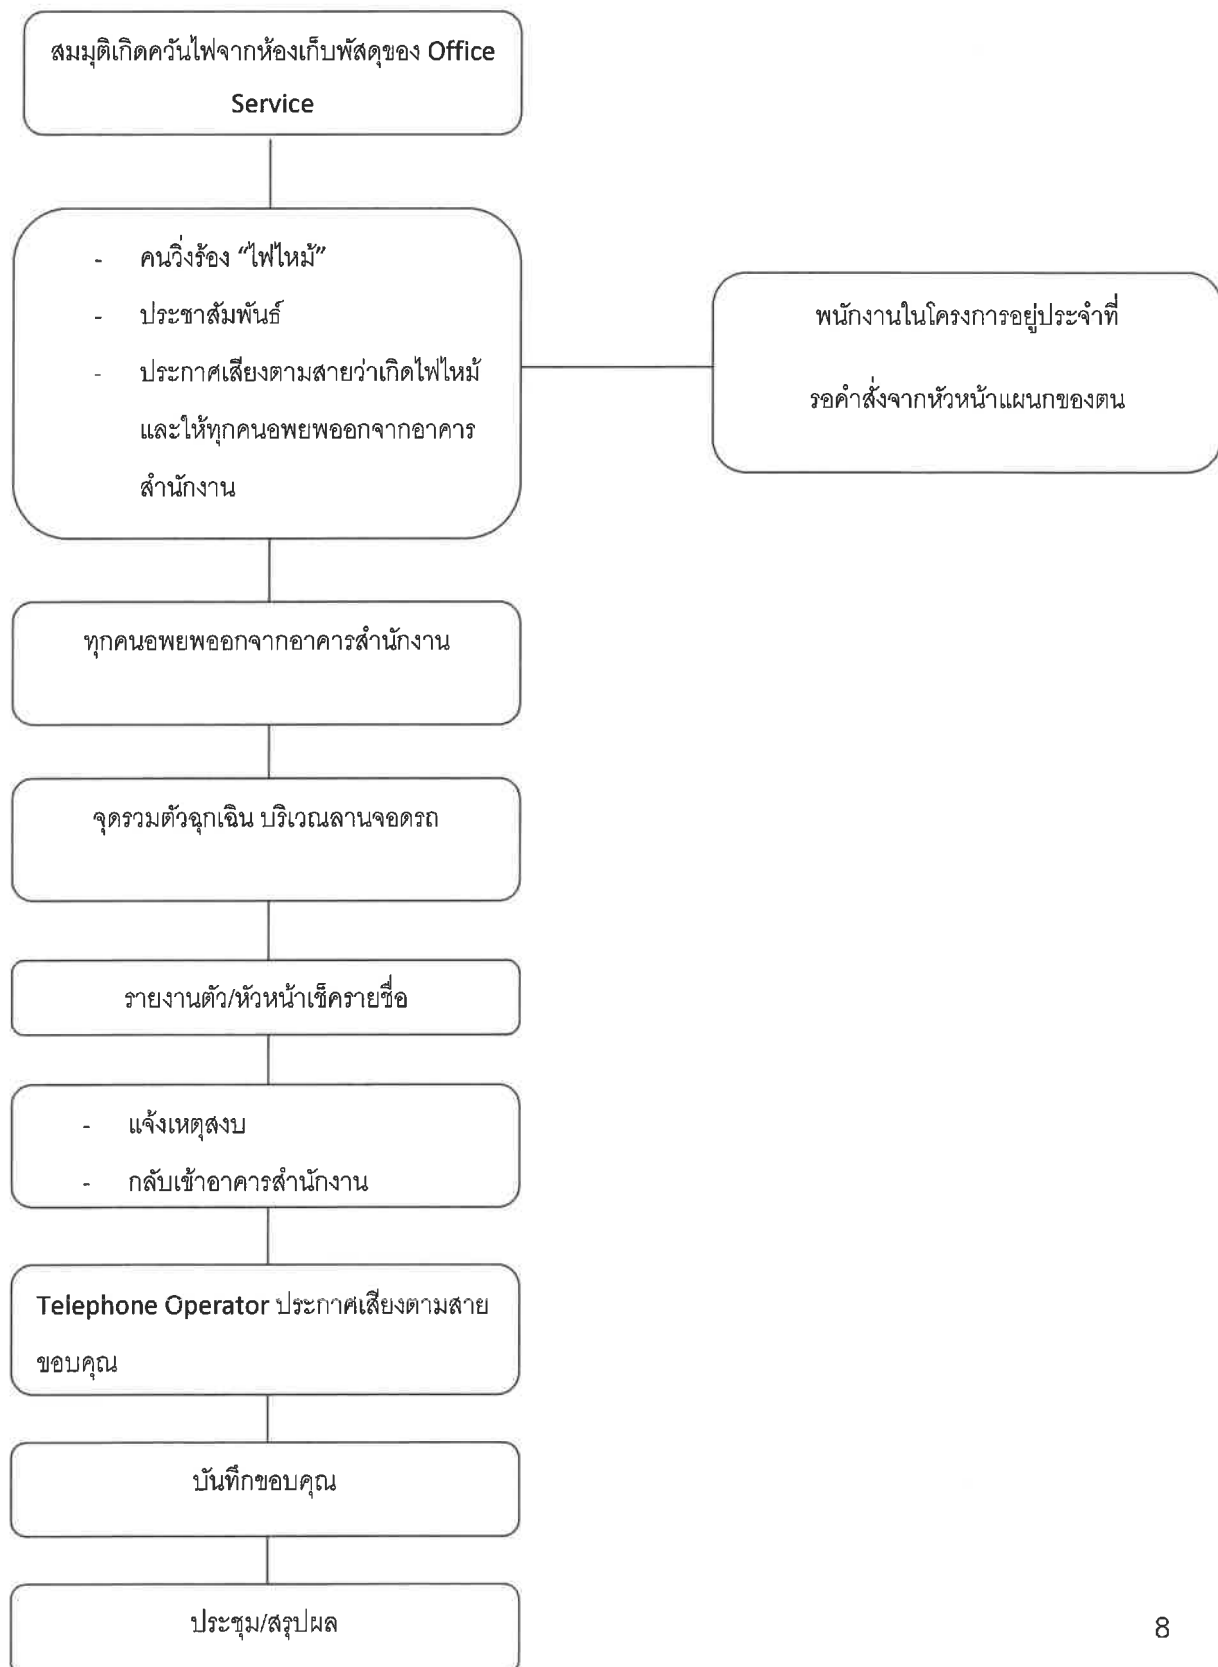 สมมุติเกิดควันไฟจากห้องเก็บพัสดุของ Office
Service
- คนวิ่งร้อง “ไฟไหม้”
- ประชาสัมพันธ์
- ประกาศเสียงตามสายว่าเกิดไฟไหม้
และให้ทุกคนอพยพออกจากอาคาร
สำนักงาน
พนักงานในโครงการอยู่ประจำที่
รอคำสั่งจากหัวหน้าแผนกของตน
ทุกคนอพยพออกจากอาคารสำนักงาน
จุดรวมตัวฉุกเฉิน บริเวณลานจอดรถ
รายงานตัว/หัวหน้าเช็ครายชื่อ
- แจ้งเหตุสงบ
- กลับเข้าอาคารสำนักงาน
Telephone Operator ประกาศเสียงตามสาย
ขอบคุณ
บันทึกขอบคุณ
ประชุม/สรุปผล
8